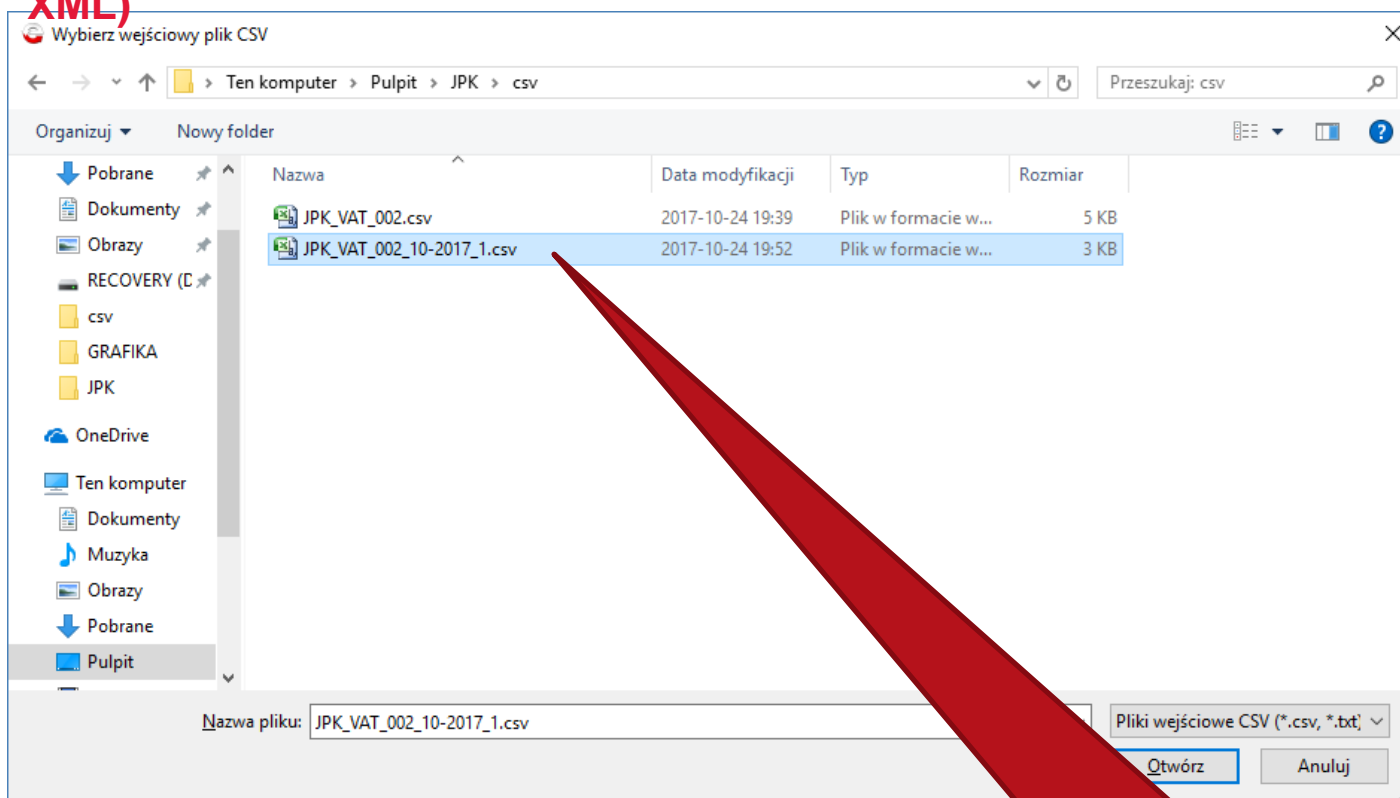 XML)
Wybierz wejściowy plik CSV
Ten komputer > Pulpit > JPK > csv
Przeszukaj: csv
Organizuj
Nowy folder
Nazwa
Data modyfikacji
Typ
Rozmiar
JPK_VAT_002.csv 2017-10-24 19:39 Plik w formacie w... 5 KB
JPK_VAT_002_10-2017_1.csv 2017-10-24 19:52 Plik w formacie w... 3 KB
Pobrane
Dokumenty
Obrazy
RECOVERY (D
csv
GRAFIKA
JPK
OneDrive
Ten komputer
Dokumenty
Muzyka
Obrazy
Pobrane
Pulpit
Nazwa pliku: JPK_VAT_002_10-2017_1.csv
Pliki wejściowe CSV (*.csv, *.txt)
Otwórz
Anuluj